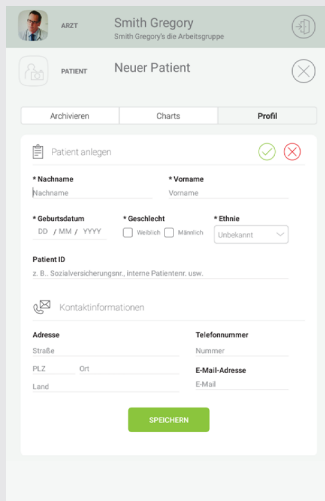 ARZT Smith Gregory
Smith Gregory's die Arbeitsgruppe
PATIENT Neuer Patient
Archivieren Charts Profil
Patient anlegen
* Nachname * Vorname
Nachname Vorname
* Geburtsdatum * Geschlecht * Ethnie
DD / MM / YYYY Weiblich Männlich Unbekannt
Patient ID
z. B.. Sozialversicherungsnr., interne Patientenr. usw.
Kontaktinformationen
Adresse Telefonnummer
Straße Nummer
PLZ Ort E-Mail-Adresse
Land E-Mail
SPEICHERN